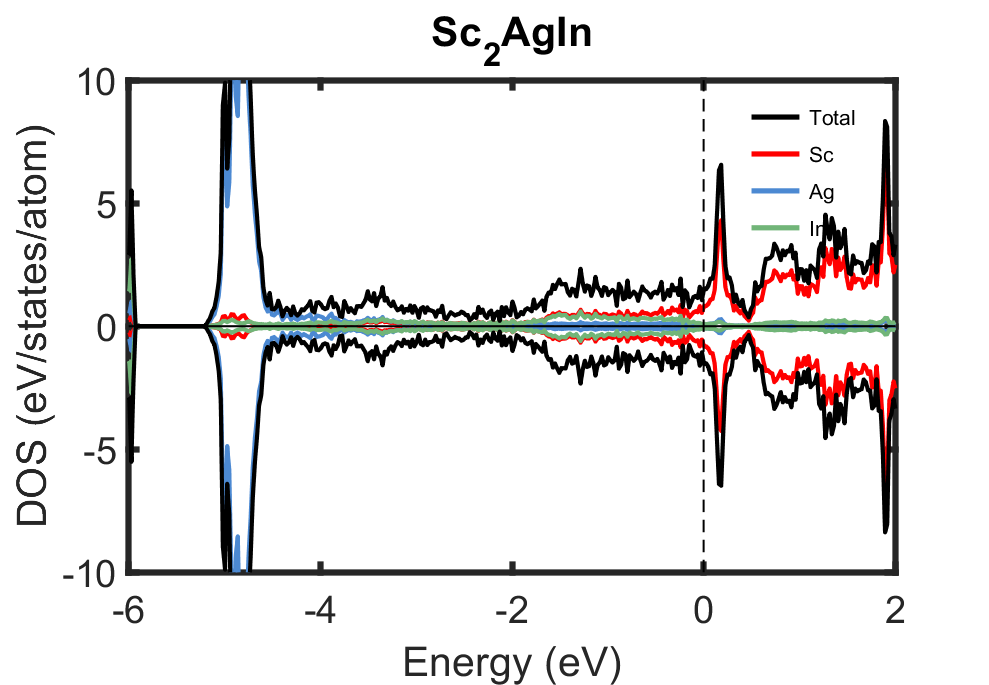 Sc₂AgIn
DOS (eV/states/atom)
10
5
0
-5
-10
Total
Sc
Ag
In
-6
-4
-2
0
2
Energy (eV)